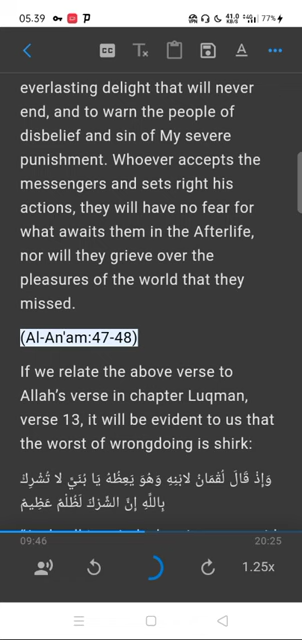 05.39
41.0
KB/S
77%
CC
everlasting delight that will never
end, and to warn the people of
disbelief and sin of My severe
punishment. Whoever accepts the
messengers and sets right his
actions, they will have no fear for
what awaits them in the Afterlife,
nor will they grieve over the
pleasures of the world that they
missed.
(Al-An'am:47-48)
If we relate the above verse to
Allah's verse in chapter Luqman,
verse 13, it will be evident to us that
the worst of wrongdoing is shirk:
وَإِذْ قَالَ لُقْمَانُ لابْنِهِ وَهُوَ يَعِظُهُ يَا بُنَيَّ لا تُشْرِكْ
بِاللَّهِ إِنَّ الشِّرْكَ لَظُلْمٌ عَظِيمٌ
09:46
20:25
1.25x